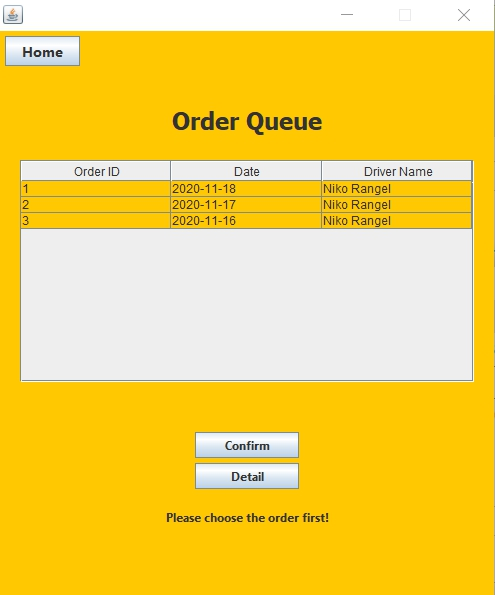 Home
Order Queue
Order ID Date Driver Name
1 2020-11-18 Niko Rangel
2 2020-11-17 Niko Rangel
3 2020-11-16 Niko Rangel
Confirm
Detail
Please choose the order first!